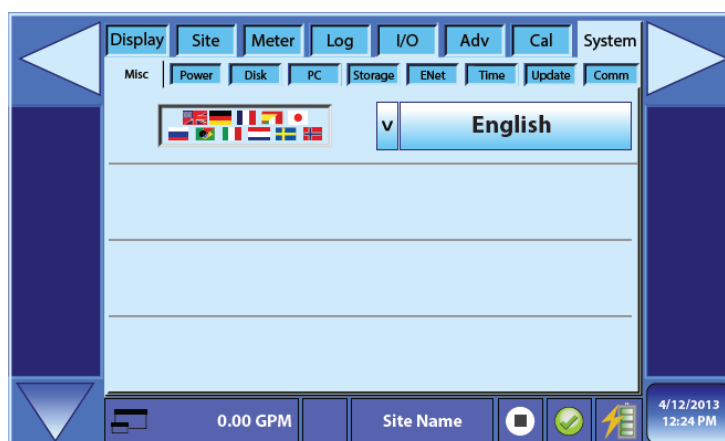 Display Site Meter Log I/O Adv Cal System
Misc Power Disk PC Storage ENet Time Update Comm
v English
0.00 GPM Site Name
4/12/2013
12:24 PM